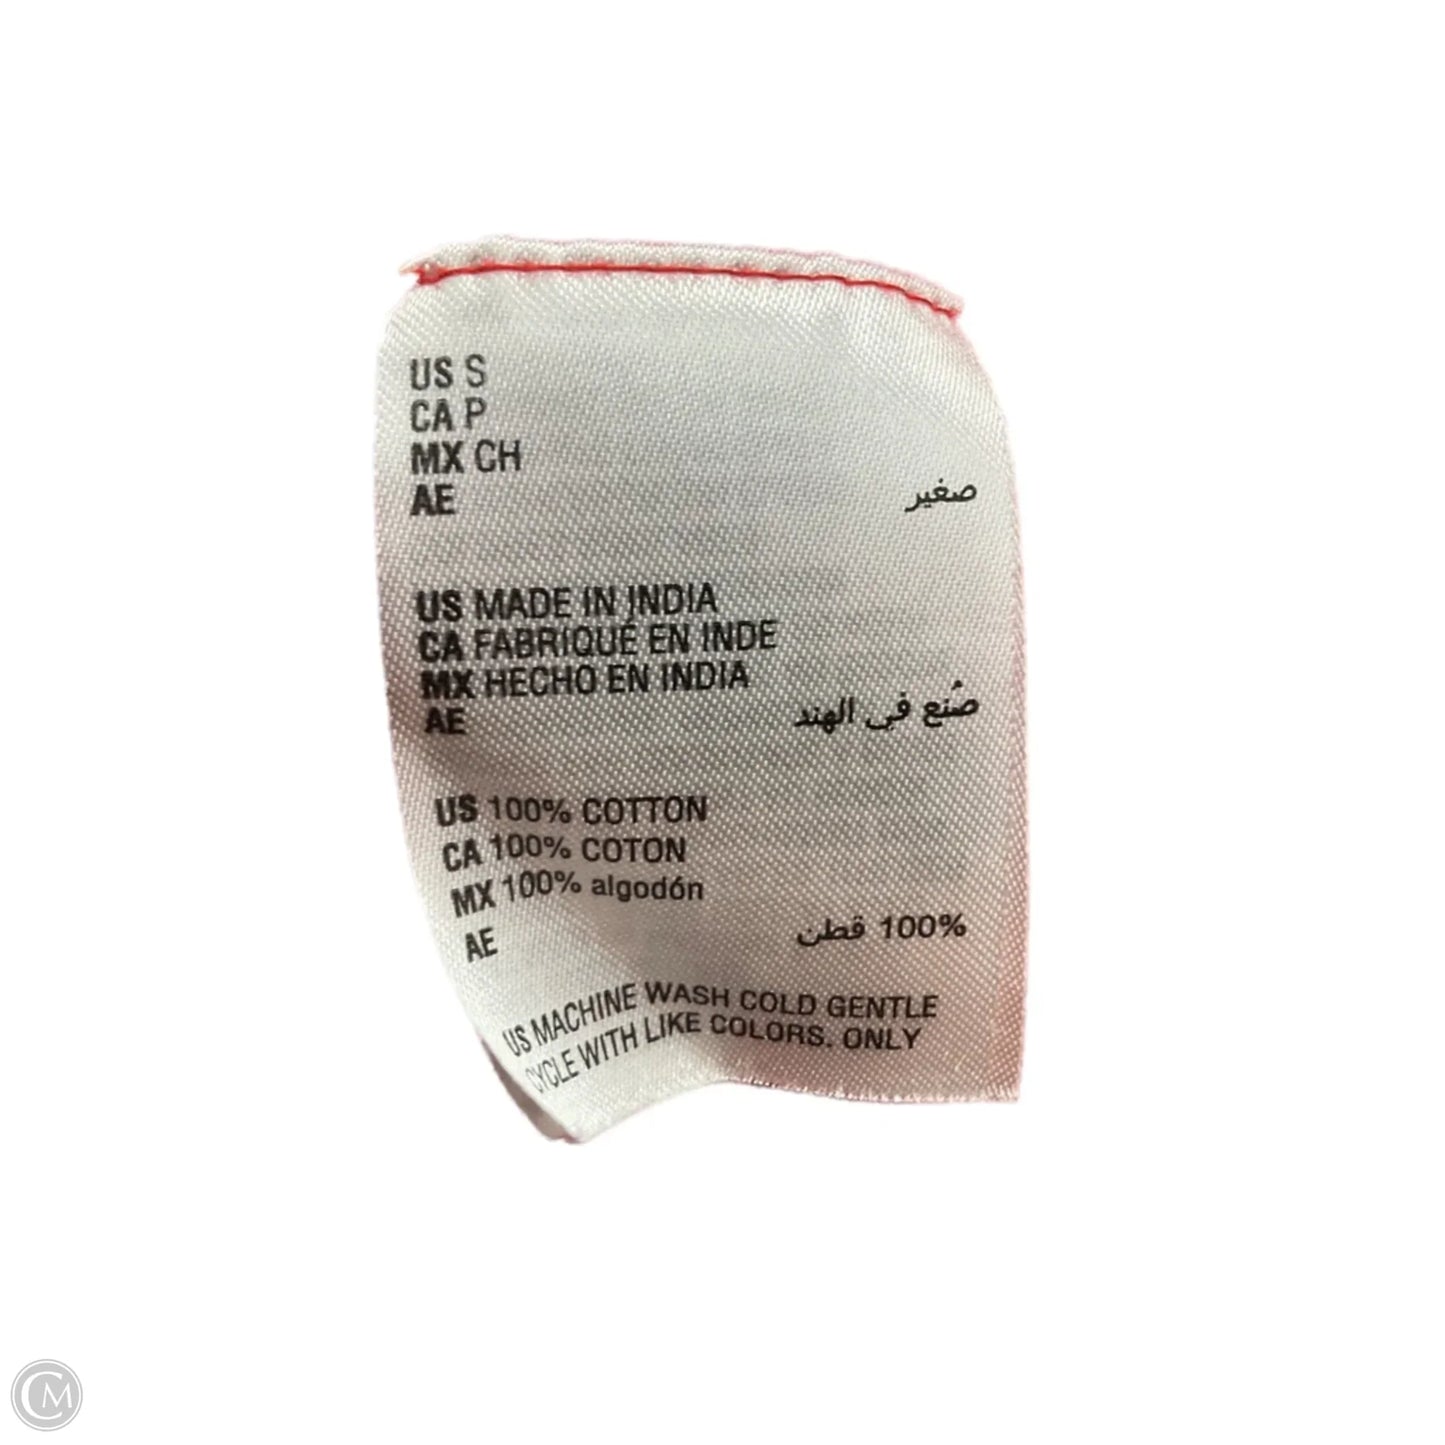 US S
CA P
MX CH
AE صغير
US MADE IN INDIA
CA FABRIQUÉ EN INDE
MX HECHO EN INDIA
AE صُنع في الهند
US 100% COTTON
CA 100% COTON
MX 100% algodón
AE 100% قطن
US MACHINE WASH COLD GENTLE
CYCLE WITH LIKE COLORS. ONLY
CM